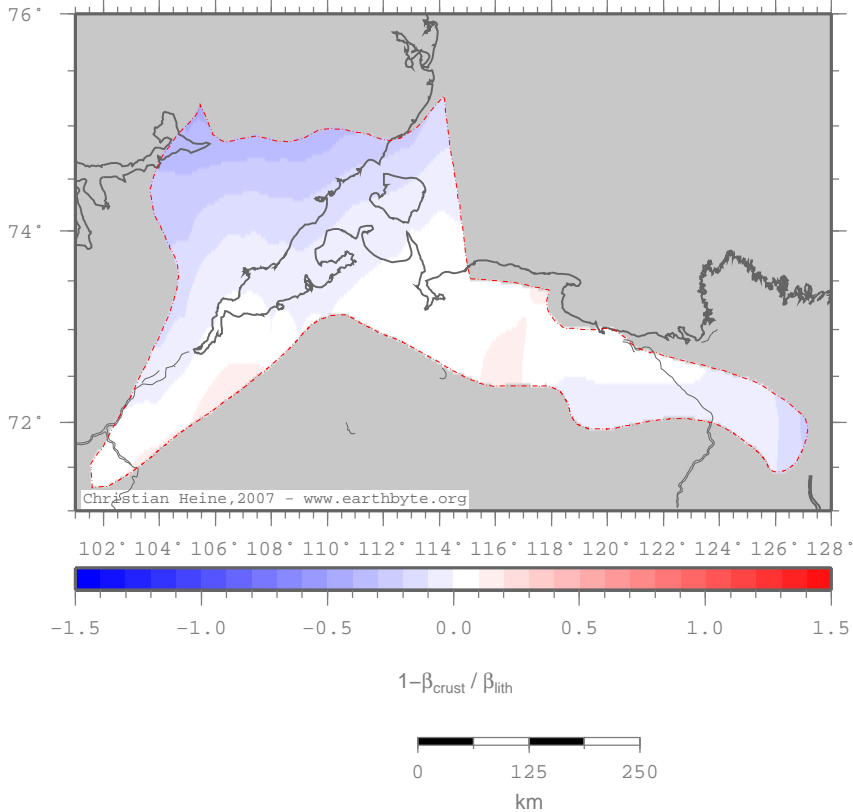 76°
74°
72°
Christian Heine,2007 - www.earthbyte.org
102° 104° 106° 108° 110° 112° 114° 116° 118° 120° 122° 124° 126° 128°
−1.5 −1.0 −0.5 0.0 0.5 1.0 1.5
1−βcrust / βlith
0 125 250
km